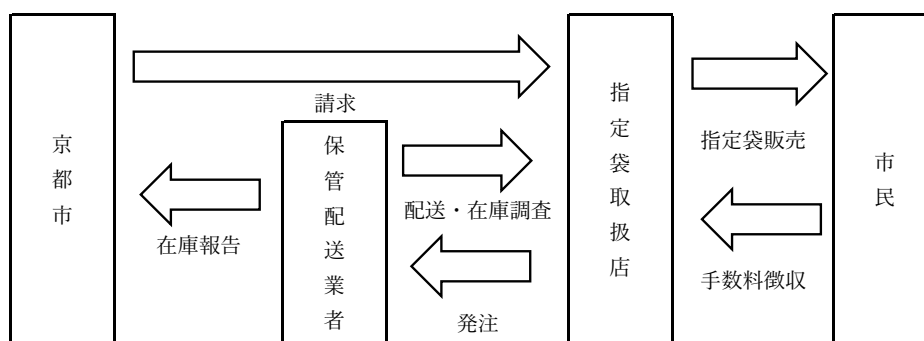 京都市
請求
保管配送業者
在庫報告
配送・在庫調査
発注
指定袋取扱店
指定袋販売
手数料徴収
市民